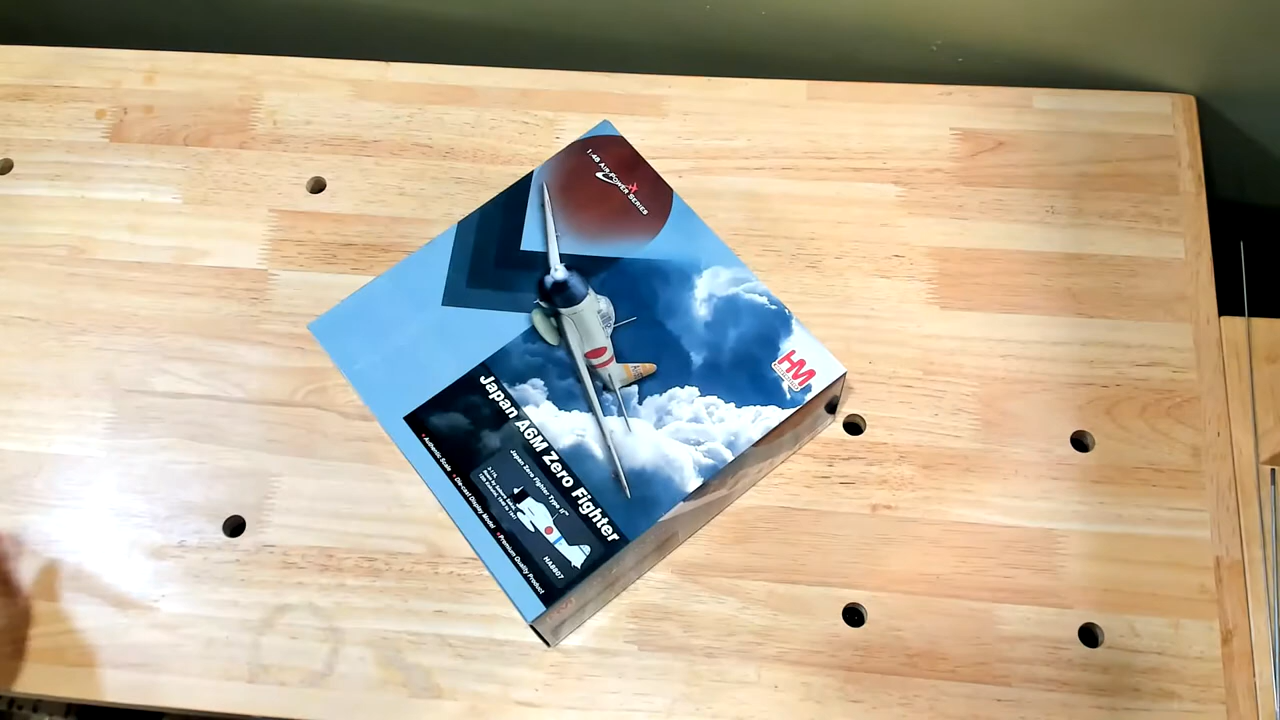 1:48 AIR POWER SERIES
HM
Japan A6M Zero Fighter
Japan Zero Fighter Type II™
HA8807
• Authentic Scale • Die-cast Display Model • Premium Quality Product